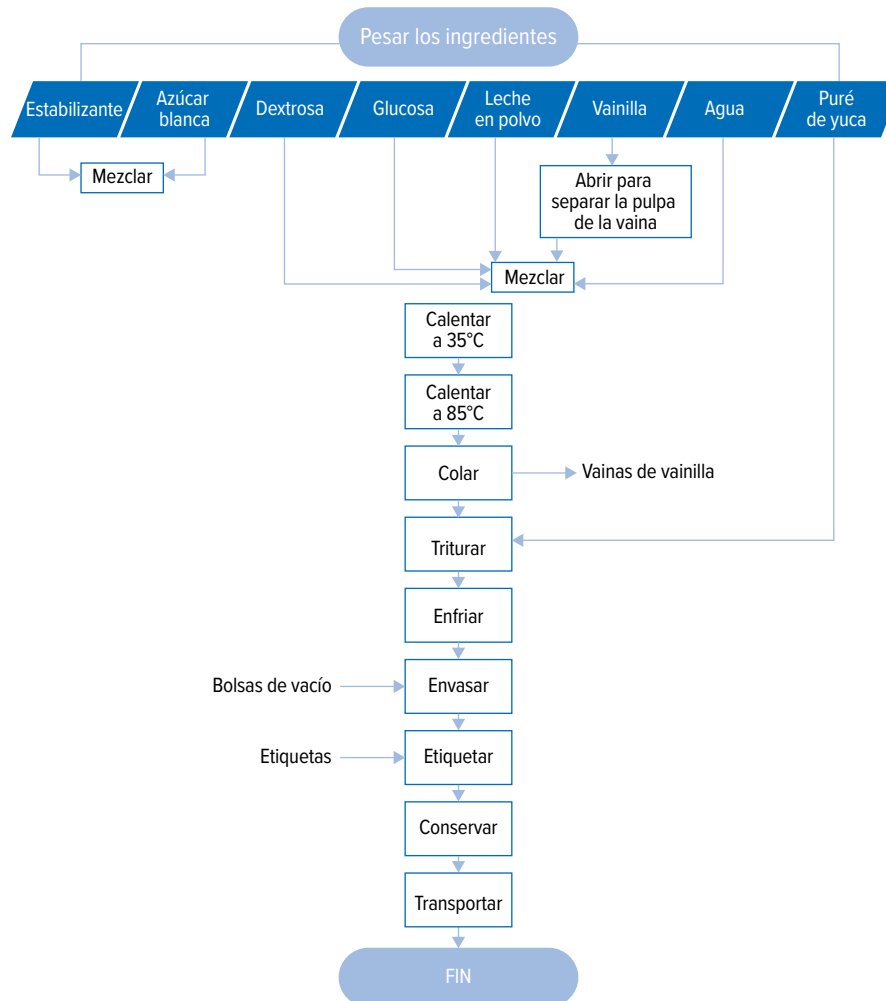 Pesar los ingredientes
Estabilizante
Azúcar
blanca
Dextrosa
Glucosa
Leche
en polvo
Vainilla
Agua
Puré
de yuca
Mezclar
Abrir para
separar la pulpa
de la vaina
Mezclar
Calentar
a 35°C
Calentar
a 85°C
Colar
Vainas de vainilla
Triturar
Enfriar
Bolsas de vacío
Envasar
Etiquetas
Etiquetar
Conservar
Transportar
FIN